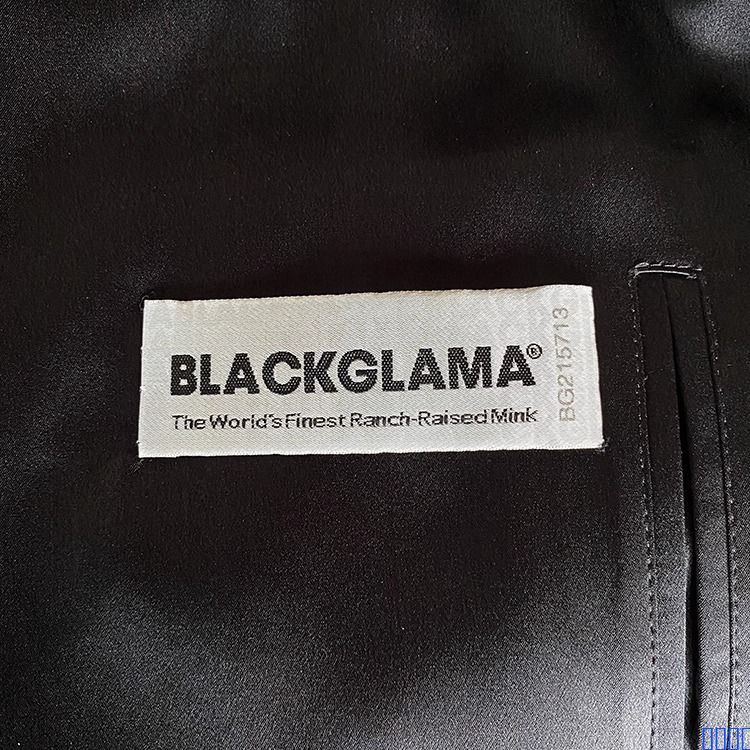 BLACKGLAMA®
The World's Finest Ranch-Raised Mink
BG215713